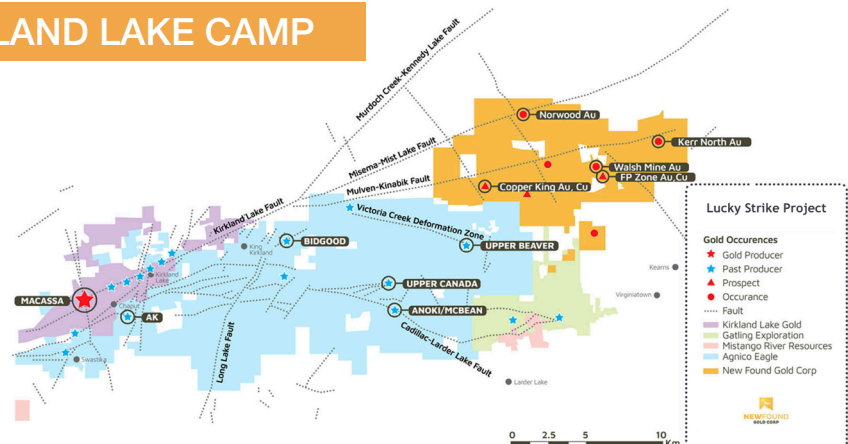 LAND LAKE CAMP
Murdoch Creek-Kennedy Lake Fault
Norwood Au
Kerr North Au
Misema-Mist Lake Fault
Walsh Mine Au
FP Zone Au,Cu
Mulven-Kinabik Fault
Copper King Au, Cu
Kirkland Lake Fault
Victoria Creek Deformation Zone
King
Kirkland
BIDGOOD
UPPER BEAVER
Kirkland
Lake
UPPER CANADA
MACASSA
Chaput
AK
ANOKI/MCBEAN
Cadillac-Larder Lake Fault
Long Lake Fault
Swastika
Larder Lake
Kearns
Virginiatown
0 2.5 5 10
Km
Lucky Strike Project
Gold Occurences
Gold Producer
Past Producer
Prospect
Occurance
Fault
Kirkland Lake Gold
Gatling Exploration
Mistango River Resources
Agnico Eagle
New Found Gold Corp
NEWFOUND
GOLD CORP